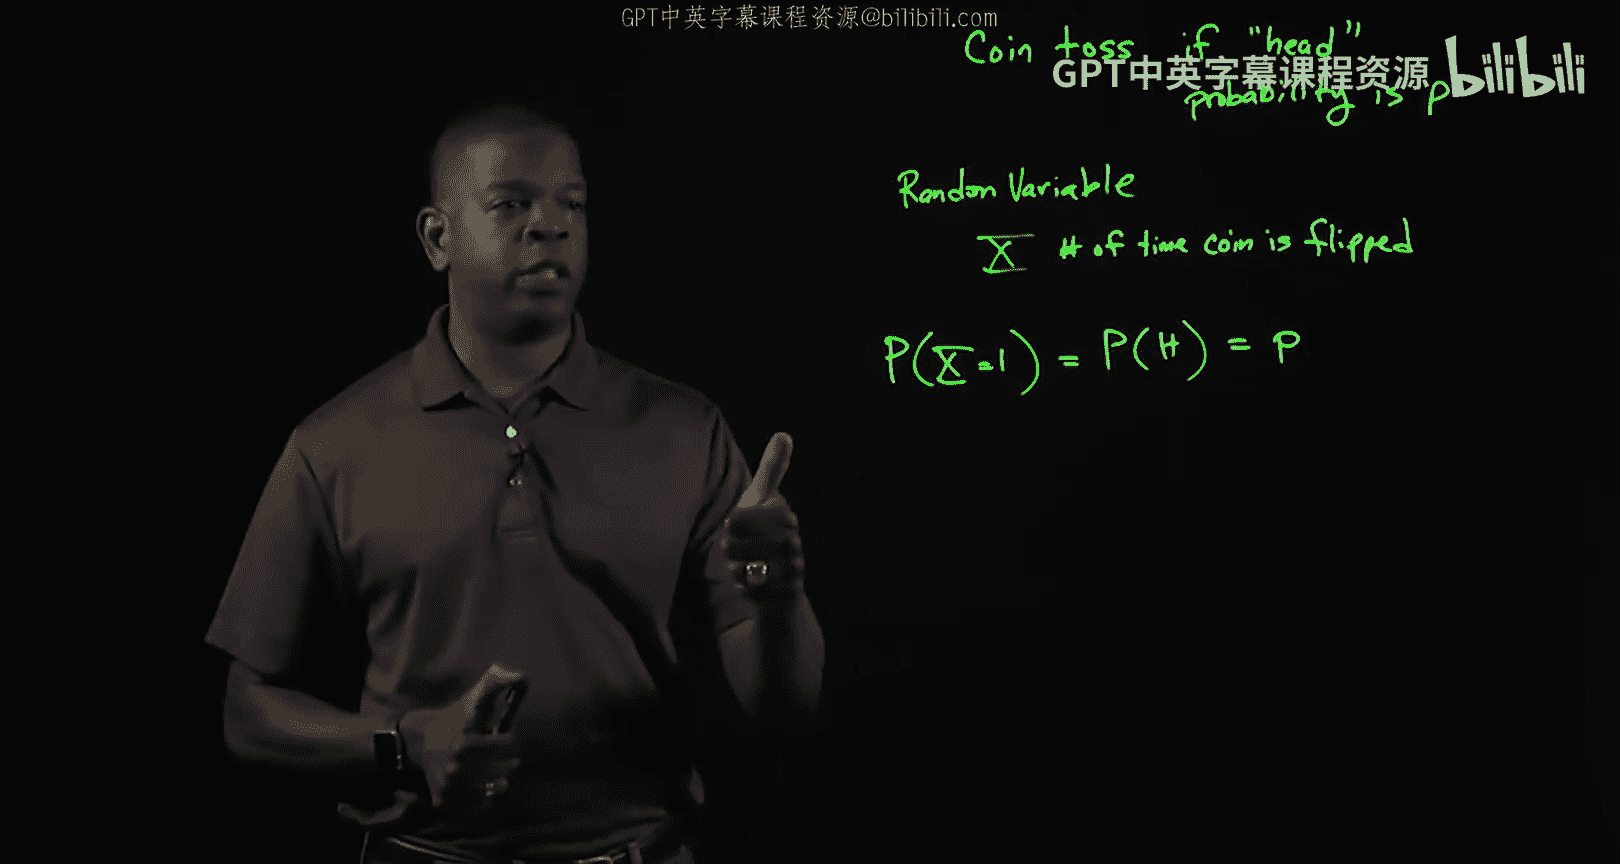 GPT中英字幕课程资源@bilibili.com
Coin toss if "head"
GPT中英字幕课程资源 bilibili
probability is p
Random Variable
X # of time coin is flipped
P(X=1) = P(H) = p